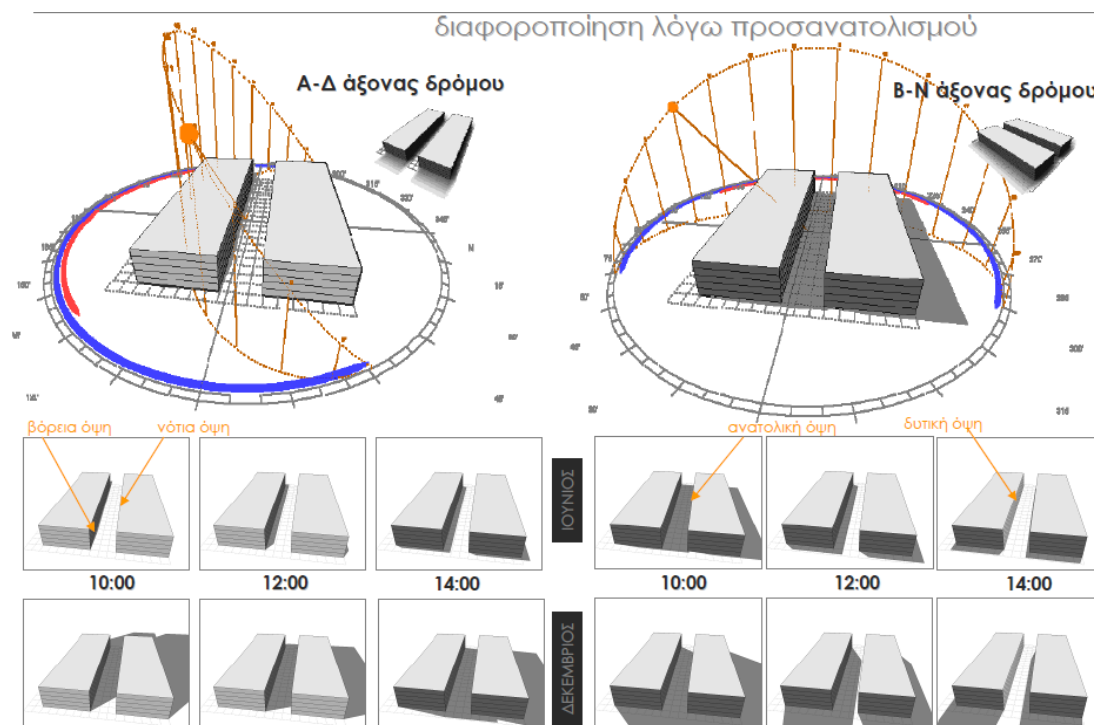 διαφοροποίηση λόγω προσανατολισμού
Α-Δ άξονας δρόμου
Β-Ν άξονας δρόμου
βόρεια όψη
νότια όψη
ανατολική όψη
δυτική όψη
ΙΟΥΝΙΟΣ
10:00
12:00
14:00
10:00
12:00
14:00
ΔΕΚΕΜΒΡΙΟΣ